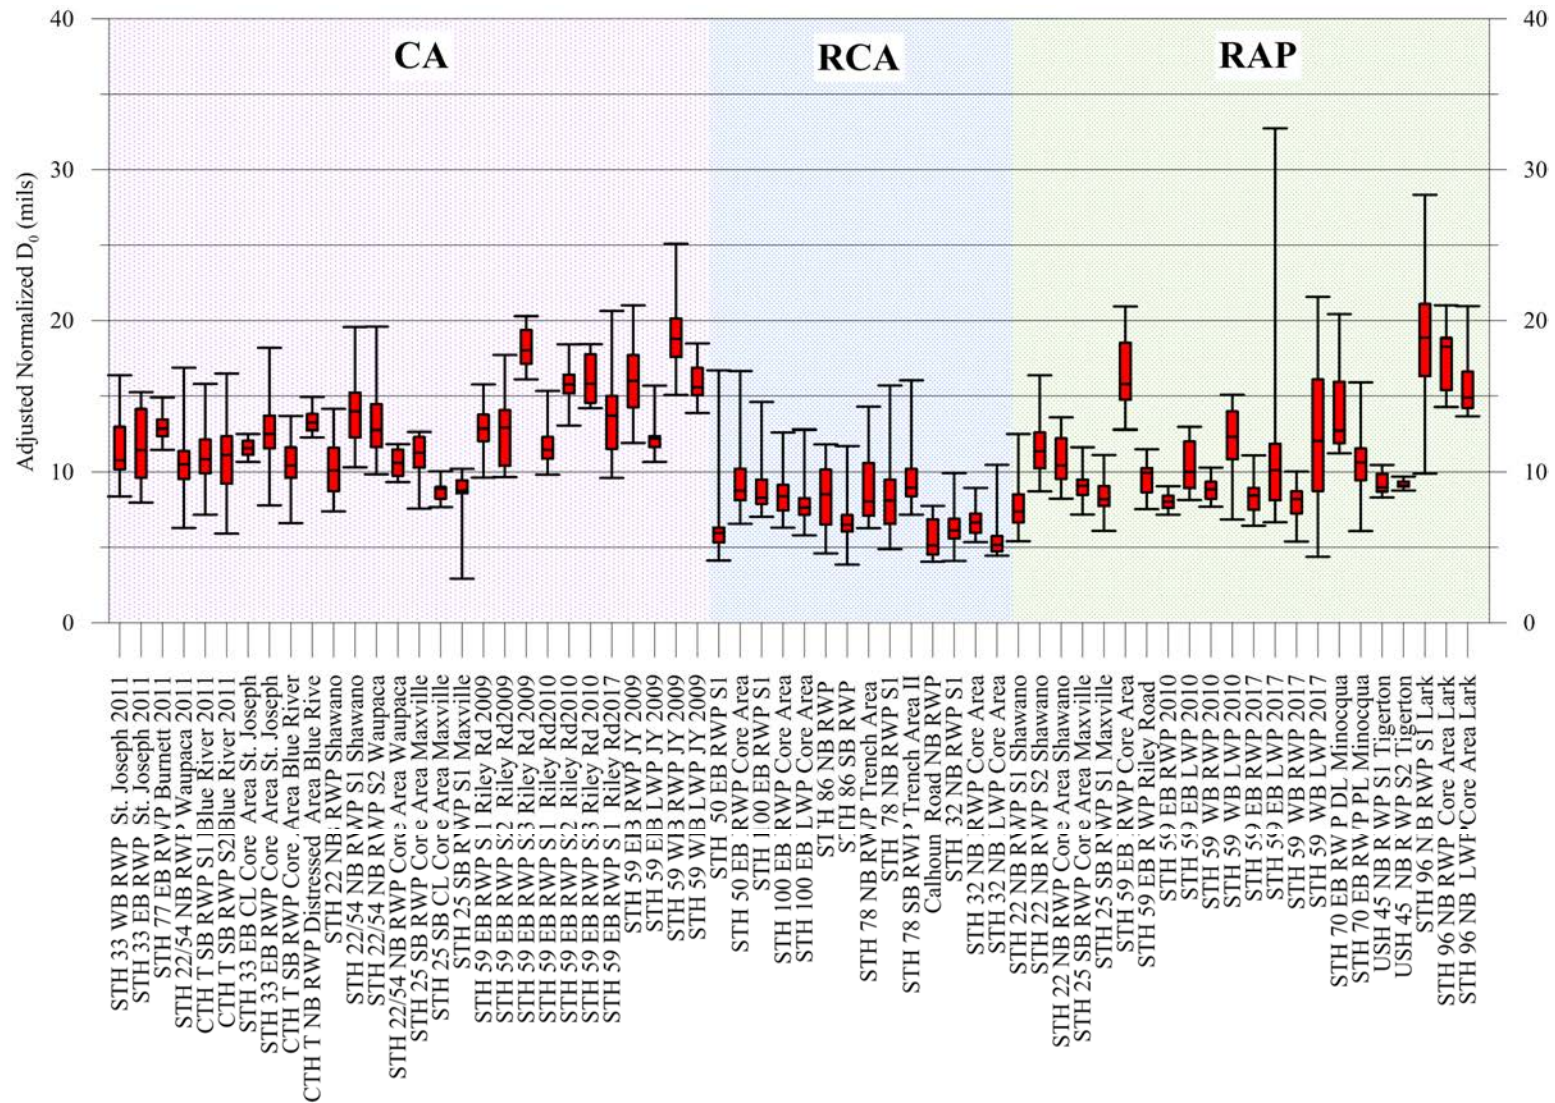 40
40
CA
RCA
RAP
30
30
20
20
10
10
0
0
Adjusted Normalized D0 (mils)
STH 33 WB RWP St. Joseph 2011
STH 33 EB RWP St. Joseph 2011
STH 77 EB RWP Burnett 2011
STH 22/54 NB RWP Waupaca 2011
CTH T SB RWP S1 Blue River 2011
CTH T SB RWP S2 Blue River 2011
STH 33 EB CL Core Area St. Joseph
STH 33 EB RWP Core Area St. Joseph
CTH T SB RWP Core Area Blue River
CTH T NB RWP Distressed Area Blue Rive
STH 22 NB RWP Shawano
STH 22/54 NB RWP S1 Shawano
STH 22/54 NB RWP S2 Waupaca
STH 22/54 NB RWP Core Area Waupaca
STH 25 SB RWP Core Area Maxville
STH 25 SB CL Core Area Maxville
STH 25 SB RWP S1 Maxville
STH 59 EB RWP S1 Riley Rd 2009
STH 59 EB RWP S2 Riley Rd2009
STH 59 EB RWP S3 Riley Rd 2009
STH 59 EB RWP S1 Riley Rd2010
STH 59 EB RWP S2 Riley Rd2010
STH 59 EB RWP S3 Riley Rd 2010
STH 59 EB RWP S1 Riley Rd2017
STH 59 EB RWP JY 2009
STH 59 EB LWP JY 2009
STH 59 WB RWP JY 2009
STH 59 WB LWP JY 2009
STH 50 EB RWP S1
STH 50 EB RWP Core Area
STH 100 EB RWP S1
STH 100 EB RWP Core Area
STH 100 EB LWP Core Area
STH 86 NB RWP
STH 86 SB RWP
STH 78 NB RWP Trench Area
STH 78 NB RWP S1
STH 78 SB RWP Trench Area II
Calhoun Road NB RWP
STH 32 NB RWP S1
STH 32 NB RWP Core Area
STH 32 NB LWP Core Area
STH 22 NB RWP S1 Shawano
STH 22 NB RWP S2 Shawano
STH 22 NB RWP Core Area Shawano
STH 25 SB RWP Core Area Maxville
STH 25 SB RWP S1 Maxville
STH 59 EB RWP Core Area
STH 59 EB RWP Riley Road
STH 59 EB RWP 2010
STH 59 EB LWP 2010
STH 59 WB RWP 2010
STH 59 WB LWP 2010
STH 59 EB RWP 2017
STH 59 EB LWP 2017
STH 59 WB RWP 2017
STH 59 WB LWP 2017
STH 70 EB RWP DL Minocqua
STH 70 EB RWP PL Minocqua
USH 45 NB RWP S1 Tigerton
USH 45 NB RWP S2 Tigerton
STH 96 NB RWP S1 Lark
STH 96 NB RWP Core Area Lark
STH 96 NB LWP Core Area Lark